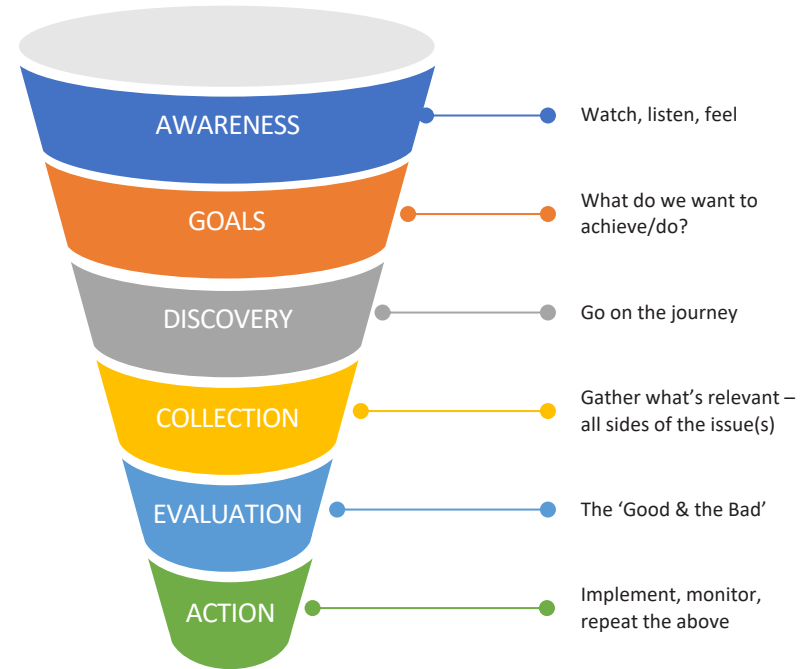 AWARENESS
Watch, listen, feel
GOALS
What do we want to
achieve/do?
DISCOVERY
Go on the journey
COLLECTION
Gather what’s relevant –
all sides of the issue(s)
EVALUATION
The ‘Good & the Bad’
ACTION
Implement, monitor,
repeat the above